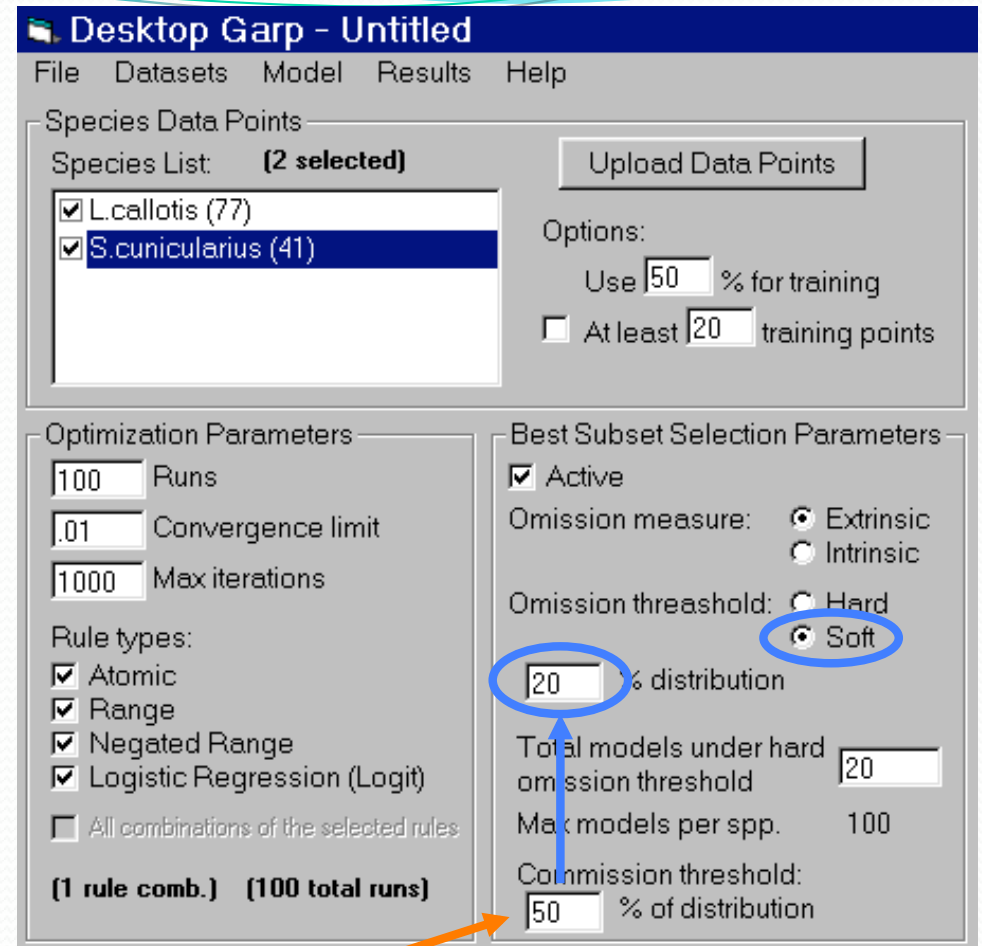 Desktop Garp - Untitled
File Datasets Model Results Help
Species Data Points
Species List: (2 selected)
Upload Data Points
L.callotis (77)
S.cunicularius (41)
Options:
Use 50 % for training
At least 20 training points
Optimization Parameters
100 Runs
.01 Convergence limit
1000 Max iterations
Rule types:
Atomic
Range
Negated Range
Logistic Regression (Logit)
All combinations of the selected rules
(1 rule comb.) (100 total runs)
Best Subset Selection Parameters
Active
Omission measure: Extrinsic
Intrinsic
Omission threashold: Hard
Soft
20 % distribution
Total models under hard
omission threshold 20
Max models per spp. 100
Commission threshold:
50 % of distribution